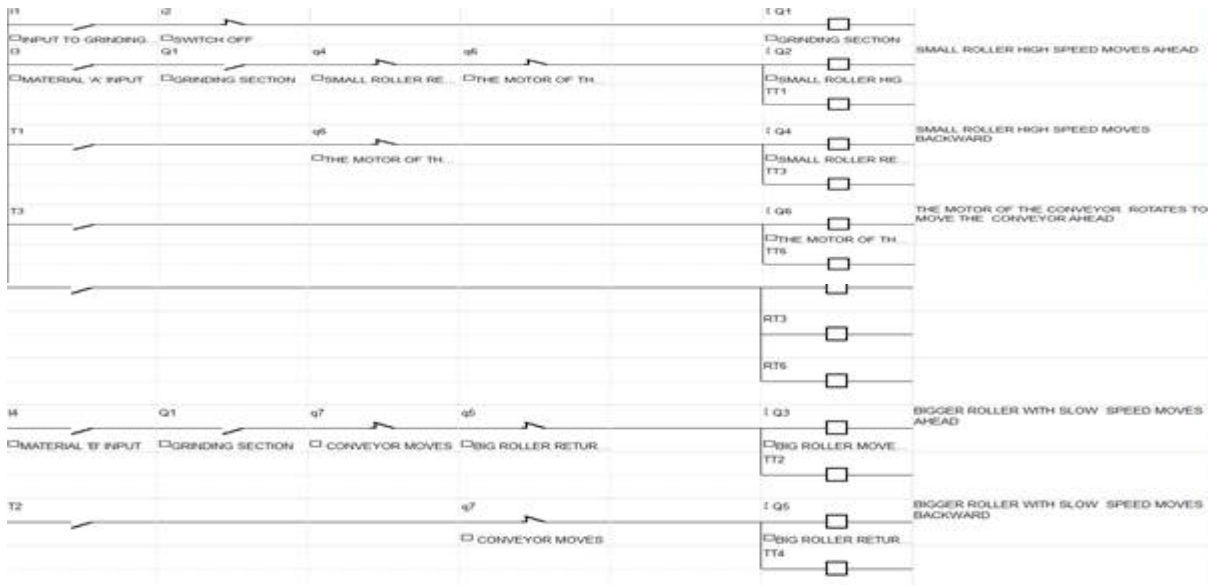 I1 i2 [ Q1
INPUT TO GRINDING... SWITCH OFF GRINDING SECTION
I3 Q1 q4 q6 [ Q2 SMALL ROLLER HIGH SPEED MOVES AHEAD
MATERIAL 'A' INPUT GRINDING SECTION SMALL ROLLER RE... THE MOTOR OF TH... SMALL ROLLER HIG...
TT1
T1 q6 [ Q4 SMALL ROLLER HIGH SPEED MOVES
BACKWARD
THE MOTOR OF TH... SMALL ROLLER RE...
TT3
T3 [ Q6 THE MOTOR OF THE CONVEYOR ROTATES TO
MOVE THE CONVEYOR AHEAD
THE MOTOR OF TH...
TT6
RT3
RT6
I4 Q1 q7 q5 [ Q3 BIGGER ROLLER WITH SLOW SPEED MOVES
AHEAD
MATERIAL 'B' INPUT GRINDING SECTION CONVEYOR MOVES BIG ROLLER RETUR... BIG ROLLER MOVE...
TT2
T2 q7 [ Q5 BIGGER ROLLER WITH SLOW SPEED MOVES
BACKWARD
CONVEYOR MOVES BIG ROLLER RETUR...
TT4